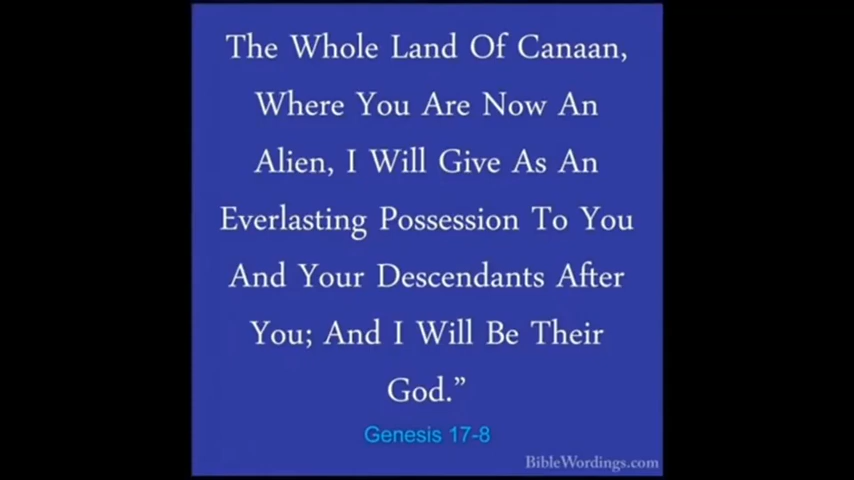 The Whole Land Of Canaan,
Where You Are Now An
Alien, I Will Give As An
Everlasting Possession To You
And Your Descendants After
You; And I Will Be Their
God.”
Genesis 17-8
BibleWordings.com